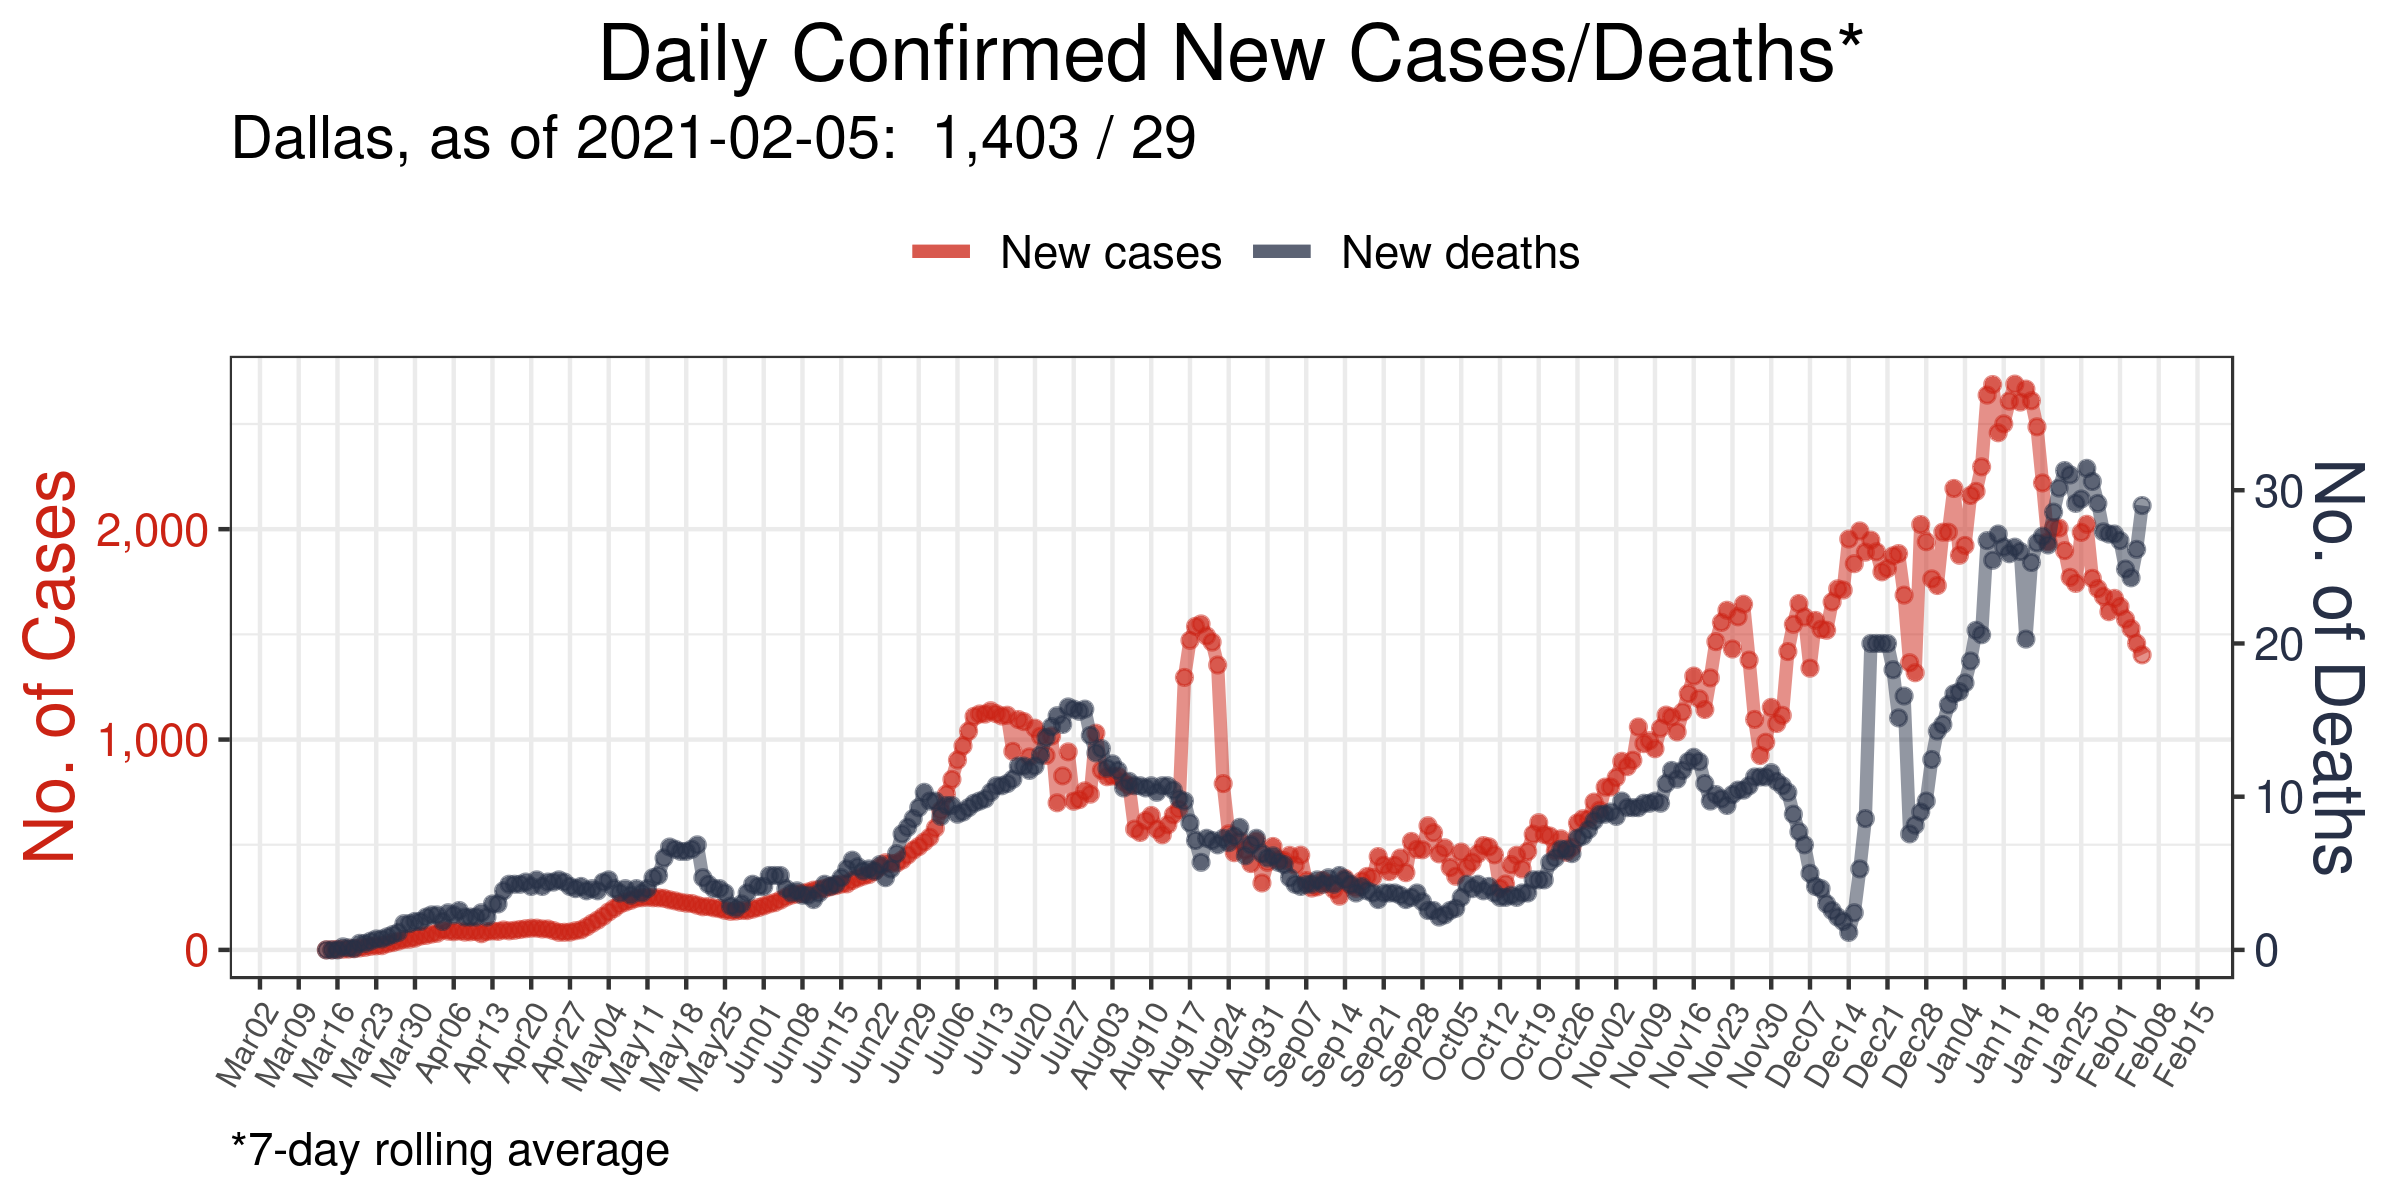 Daily Confirmed New Cases/Deaths*
Dallas, as of 2021-02-05:  1,403 / 29
New cases
New deaths
No. of Cases
2,000
1,000
0
30
20
10
0
No. of Deaths
Mar02
Mar09
Mar16
Mar23
Mar30
Apr06
Apr13
Apr20
Apr27
May04
May11
May18
May25
Jun01
Jun08
Jun15
Jun22
Jun29
Jul06
Jul13
Jul20
Jul27
Aug03
Aug10
Aug17
Aug24
Aug31
Sep07
Sep14
Sep21
Sep28
Oct05
Oct12
Oct19
Oct26
Nov02
Nov09
Nov16
Nov23
Nov30
Dec07
Dec14
Dec21
Dec28
Jan04
Jan11
Jan18
Jan25
Feb01
Feb08
Feb15
*7-day rolling average